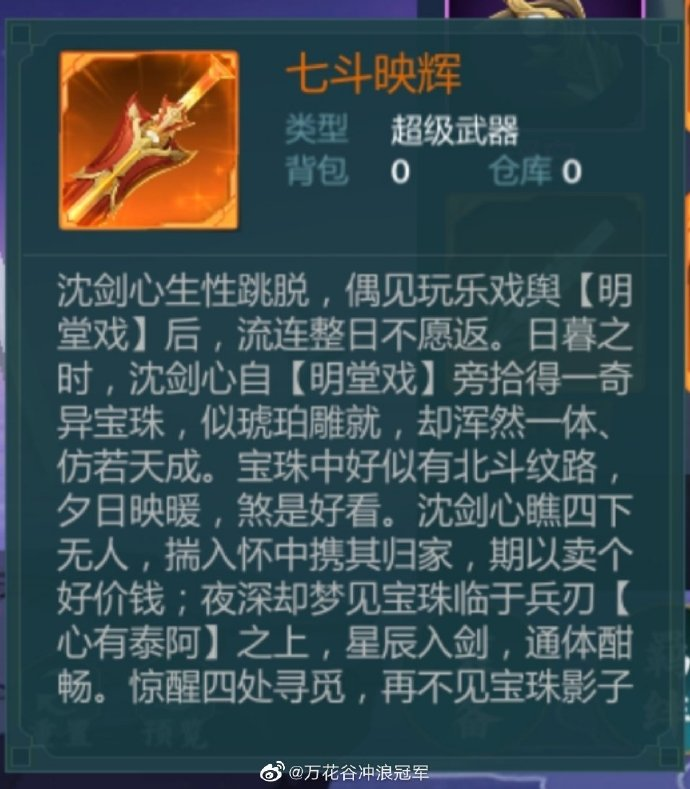 七斗映辉
类型 超级武器
背包 0 仓库 0
沈剑心生性跳脱，偶见玩乐戏舆【明
堂戏】后，流连整日不愿返。日暮之
时，沈剑心自【明堂戏】旁拾得一奇
异宝珠，似琥珀雕就，却浑然一体、
仿若天成。宝珠中好似有北斗纹路，
夕日映暖，煞是好看。沈剑心瞧四下
无人，揣入怀中携其归家，期以卖个
好价钱；夜深却梦见宝珠临于兵刃【
心有泰阿】之上，星辰入剑，通体酣
畅。惊醒四处寻觅，再不见宝珠影子
@万花谷冲浪冠军